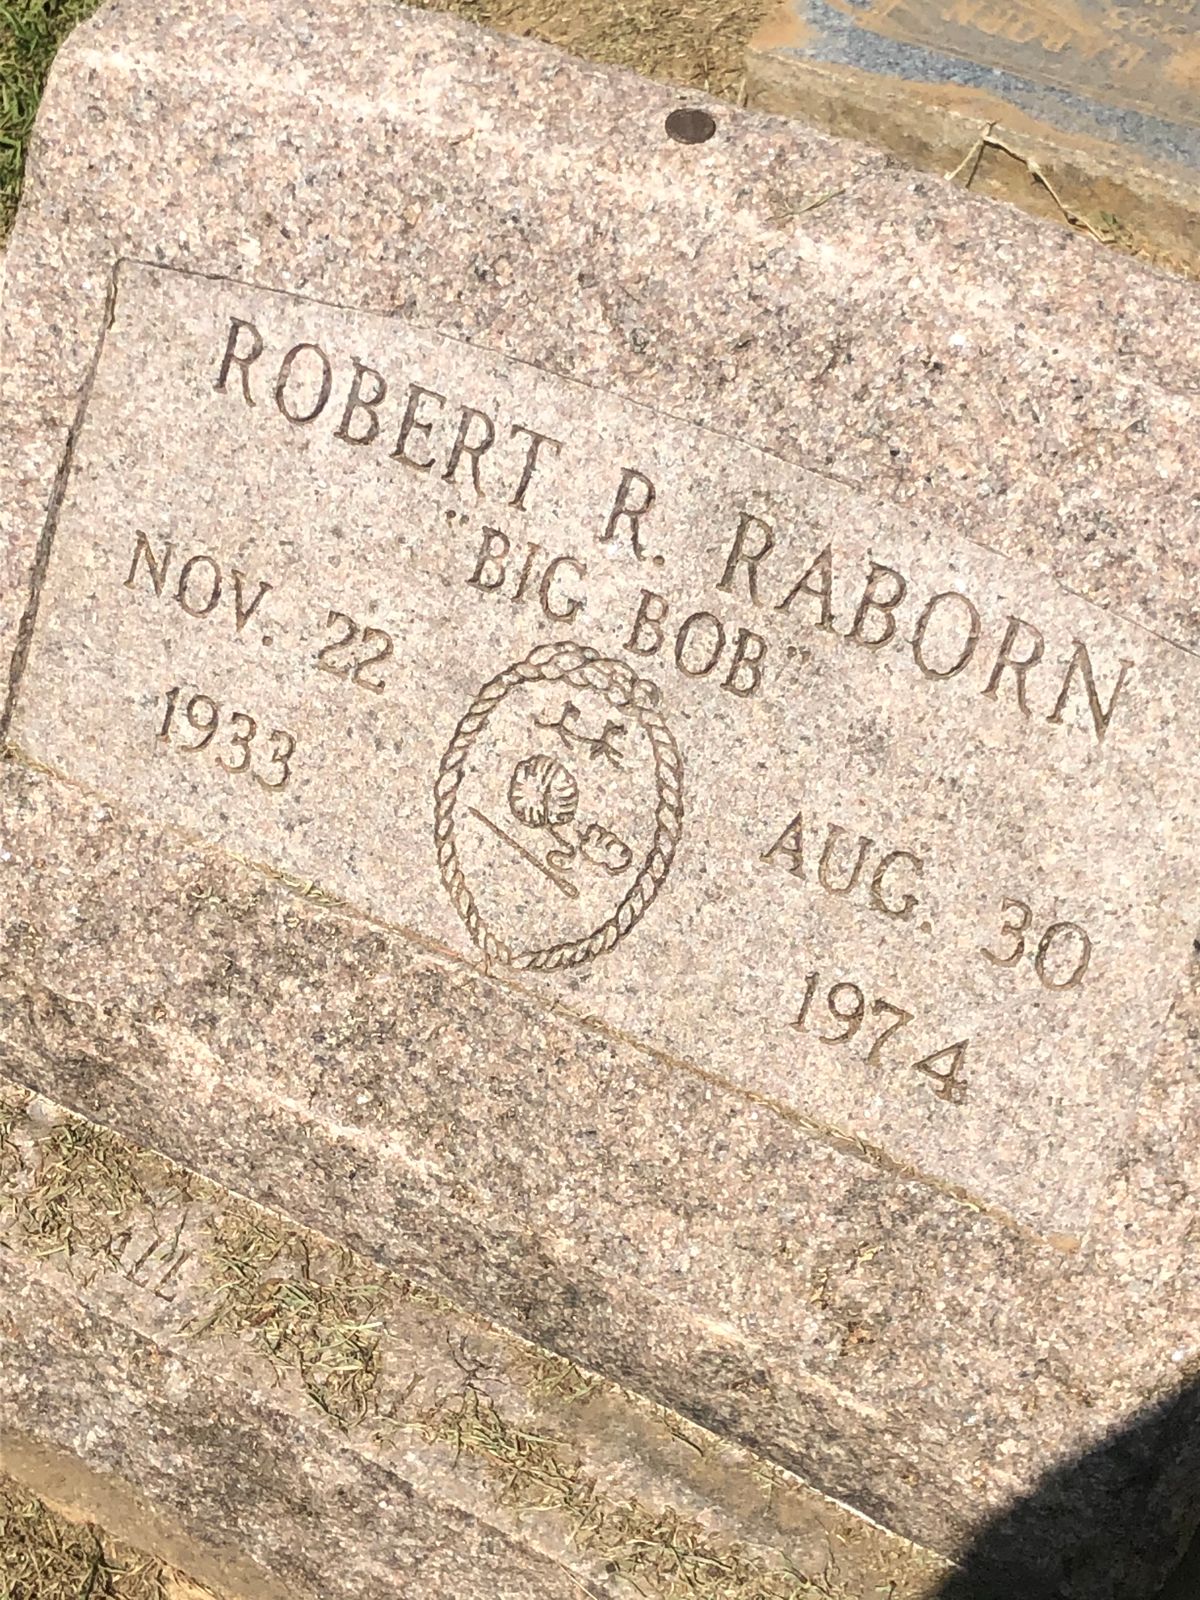 ROBERT R. RABORN
"BIG BOB"
NOV. 22
1933
AUG. 30
1974